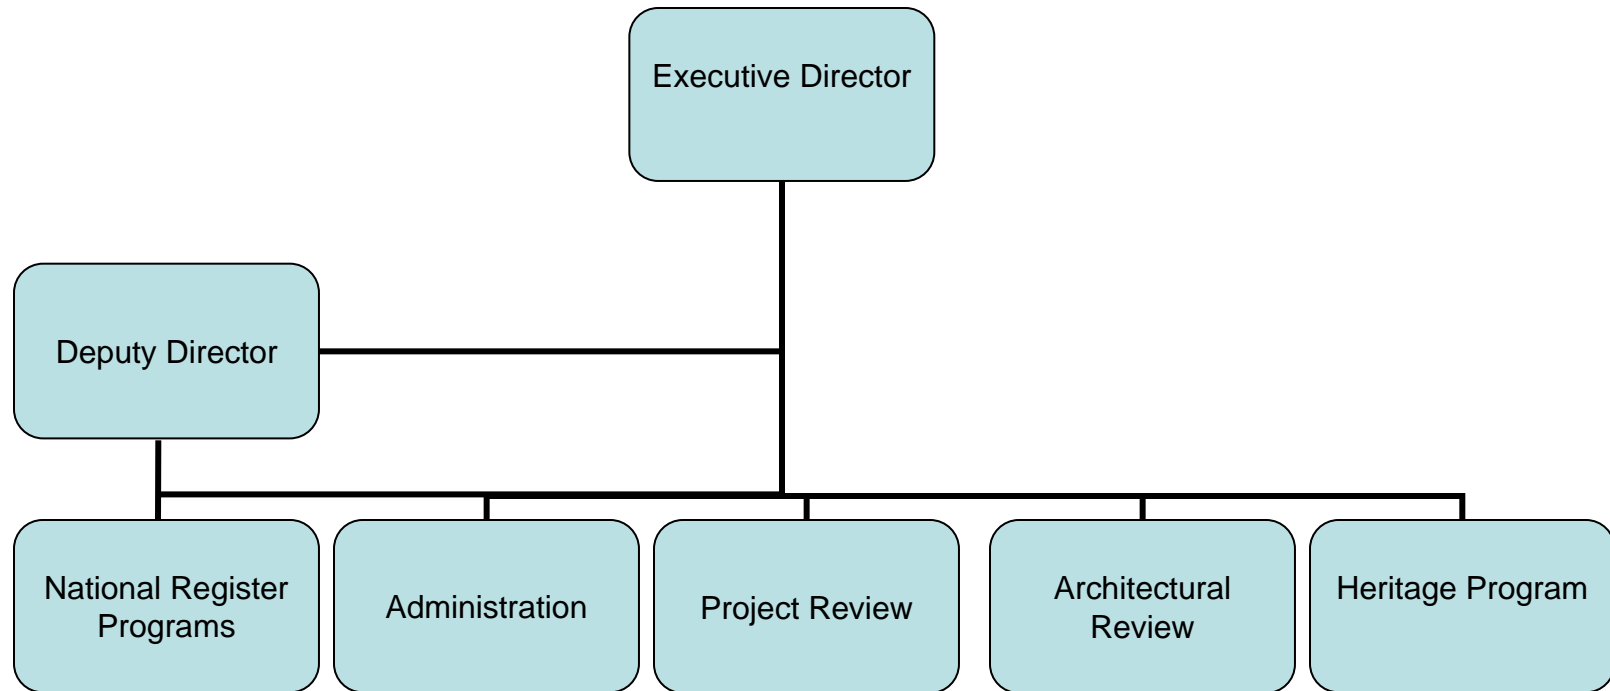 Executive Director
Deputy Director
National Register
Programs
Administration
Project Review
Architectural
Review
Heritage Program